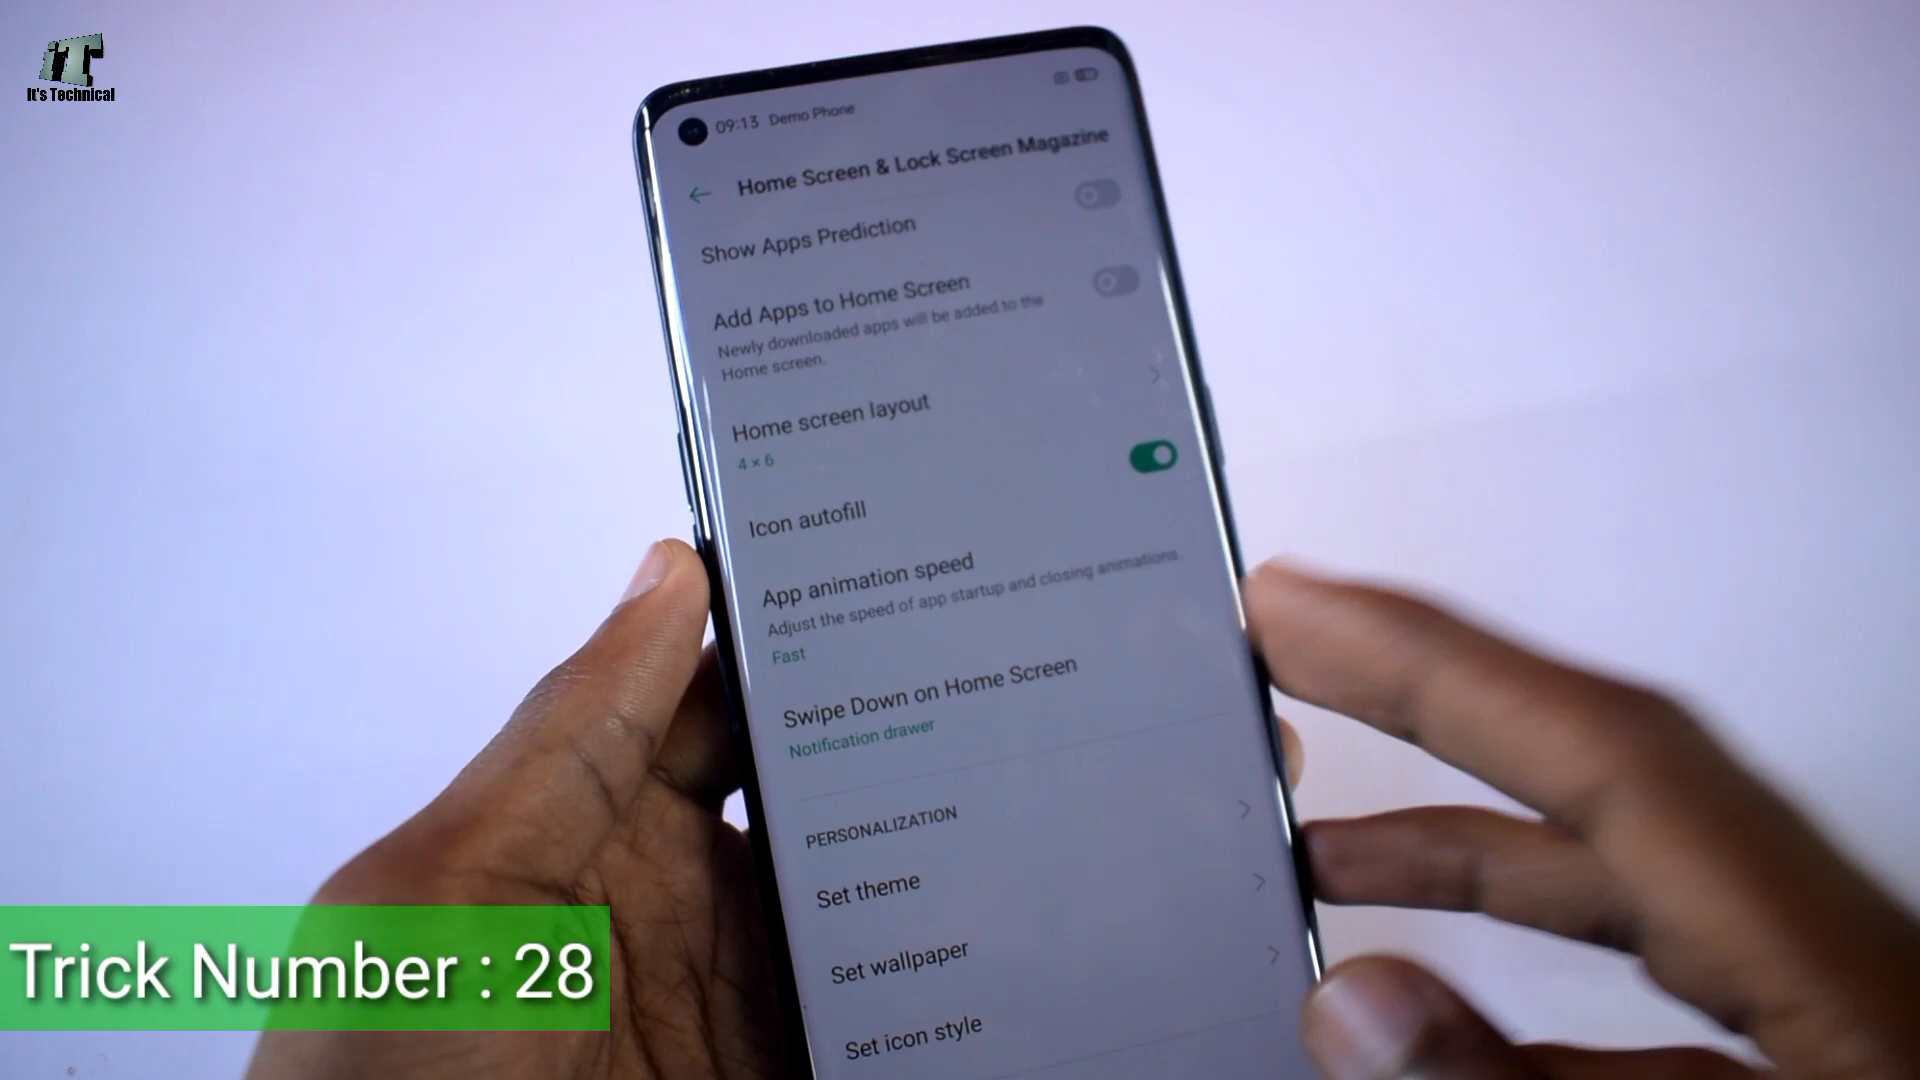 iT
It's Technical
09:13 Demo Phone
Home Screen & Lock Screen Magazine
Show Apps Prediction
Add Apps to Home Screen
Newly downloaded apps will be added to the
Home screen.
Home screen layout
4 × 6
Icon autofill
App animation speed
Adjust the speed of app startup and closing animations.
Fast
Swipe Down on Home Screen
Notification drawer
PERSONALIZATION
Set theme
Set wallpaper
Set icon style
Trick Number : 28